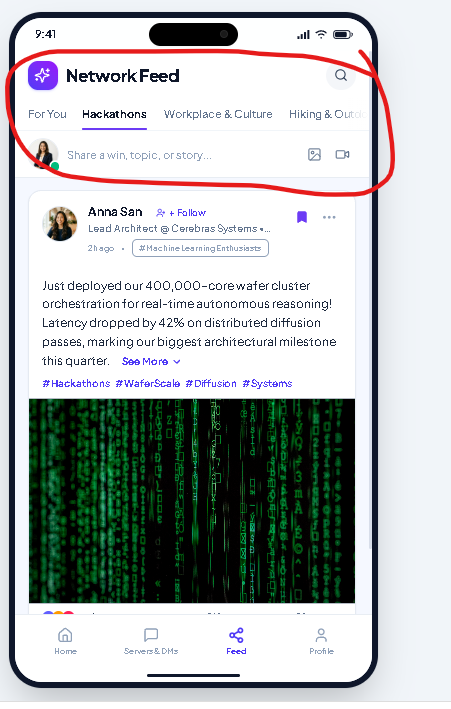 9:41
Network Feed
For You Hackathons Workplace & Culture Hiking &
Share a win, topic, or story...
Anna San + Follow
Lead Architect @ Cerebras Systems •...
2h ago • #MachineLearningEnthusiasts
Just deployed our 400,000-core wafer cluster
orchestration for real-time autonomous reasoning!
Latency dropped by 42% on distributed diffusion
passes, marking our biggest architectural milestone
this quarter. See More
#Hackathons #WaferScale #Diffusion #Systems
Home Servers & DMs Feed Profile